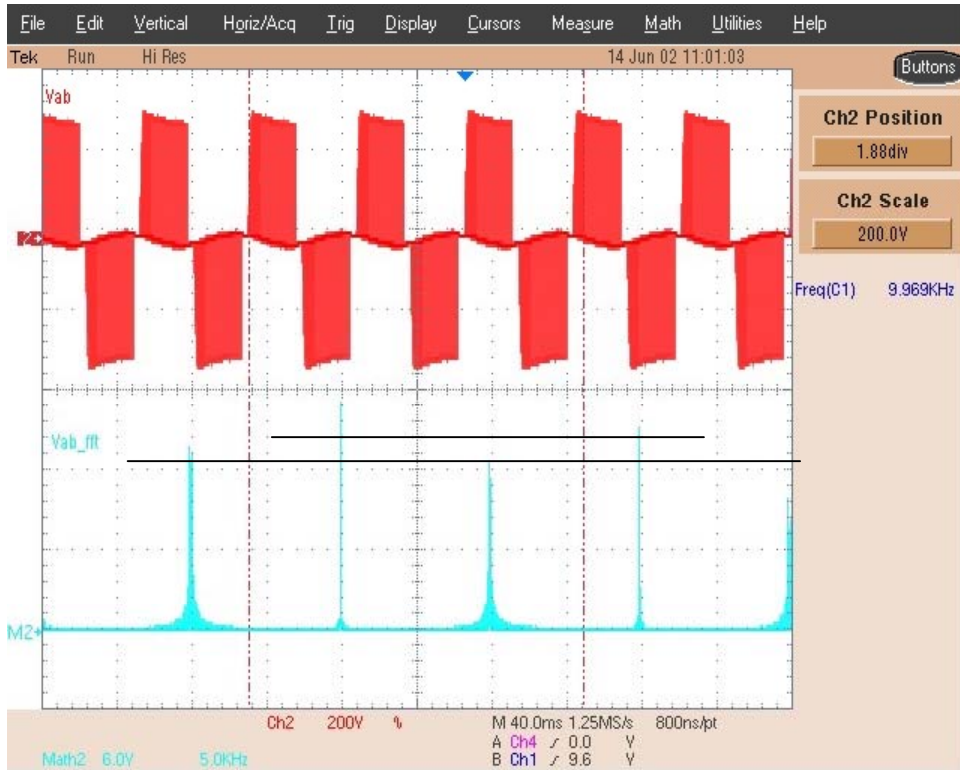 File Edit Vertical Horiz/Acq Trig Display Cursors Measure Math Utilities Help
Tek Run Hi Res 14 Jun 02 11:01:03
Buttons
Vab
Ch2 Position
1.88div
Ch2 Scale
200.0V
2
Freq(C1) 9.969KHz
Vab_fft
M2
Ch2 200V M 40.0ms 1.25MS/s 800ns/pt
A Ch4 0.0 V
B Ch1 9.6 V
Math2 6.0V 5.0KHz